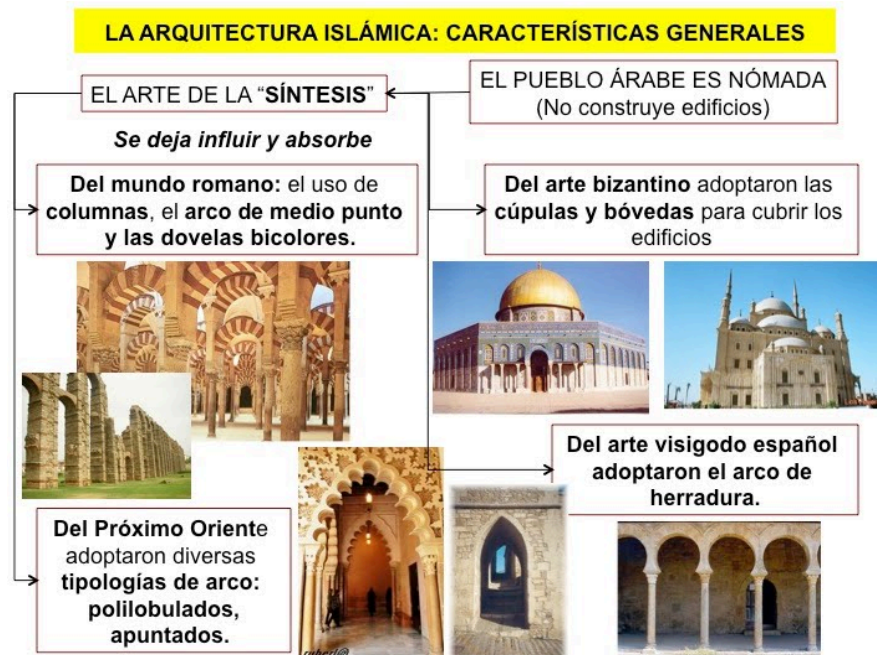 LA ARQUITECTURA ISLÁMICA: CARACTERÍSTICAS GENERALES
EL ARTE DE LA “SÍNTESIS”
EL PUEBLO ÁRABE ES NÓMADA
(No construye edificios)
Se deja influir y absorbe
Del mundo romano: el uso de
columnas, el arco de medio punto
y las dovelas bicolores.
Del arte bizantino adoptaron las
cúpulas y bóvedas para cubrir los
edificios
Del arte visigodo español
adoptaron el arco de
herradura.
Del Próximo Oriente
adoptaron diversas
tipologías de arco:
polilobulados,
apuntados.